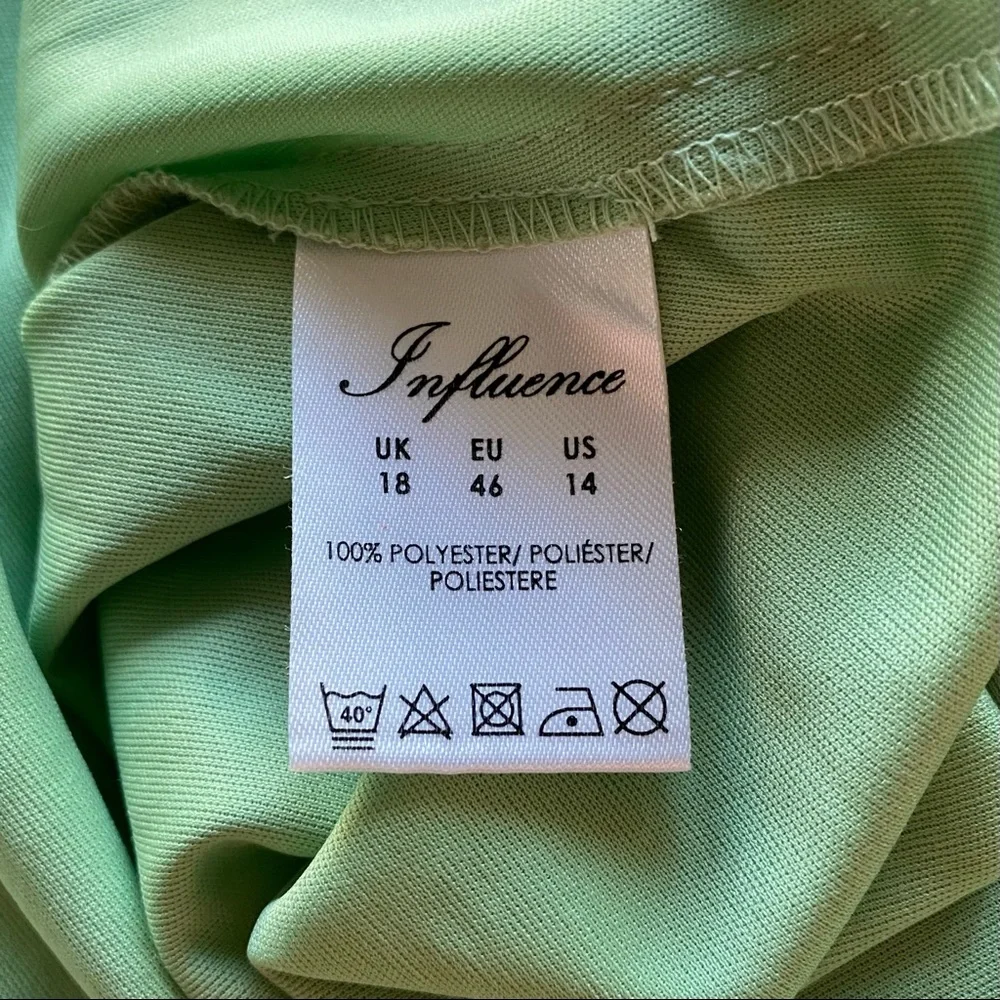 Influence
UK EU US
18 46 14
100% POLYESTER/ POLIÉSTER/
POLIESTERE
40°